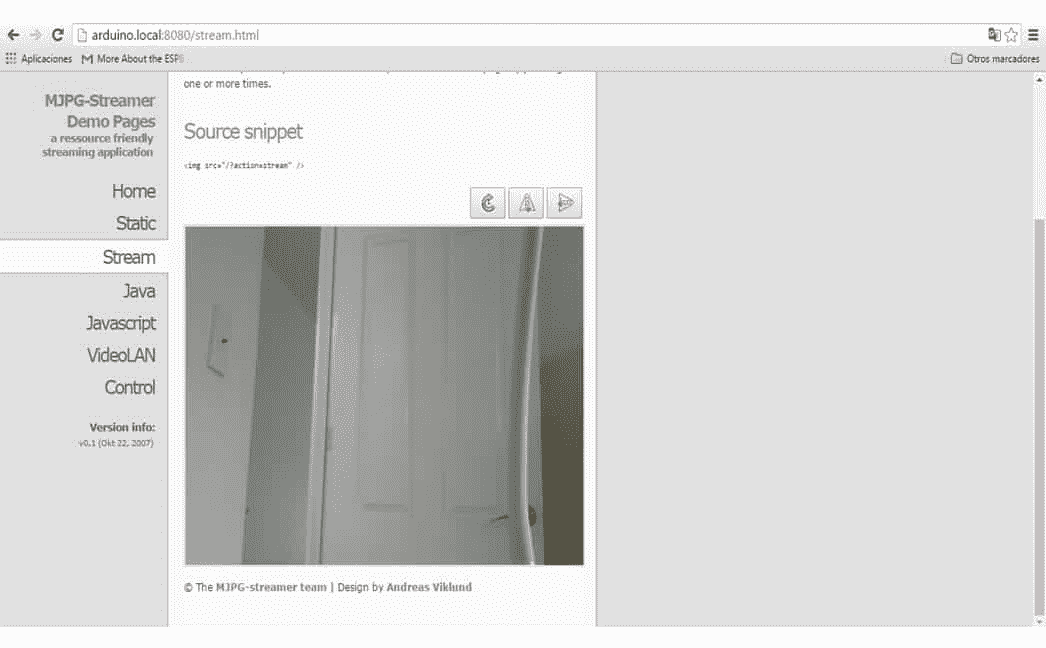 arduino.local:8080/stream.html
Aplicaciones
More About the ESP8
Otros marcadores
MJPG-Streamer
Demo Pages
a ressource friendly
streaming application
Home
Static
Stream
Java
Javascript
VideoLAN
Control
Version info:
v0.1 (Okt 22, 2007)
one or more times.
Source snippet
<img src="/?action=stream" />
© The MJPG-streamer team | Design by Andreas Viklund